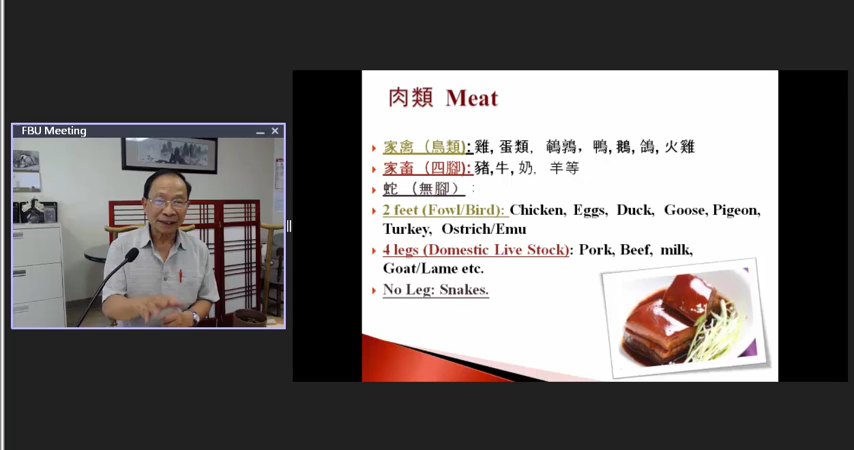 FBU Meeting
肉類 Meat
家禽（鳥類): 雞, 蛋類, 鵪鶉，鴨, 鵝, 鴿, 火雞
家畜（四腳): 豬, 牛, 奶, 羊等
蛇 （無腳）:
2 feet (Fowl/Bird): Chicken, Eggs, Duck, Goose, Pigeon,
Turkey, Ostrich/Emu
4 legs (Domestic Live Stock): Pork, Beef, milk,
Goat/Lame etc.
No Leg: Snakes.